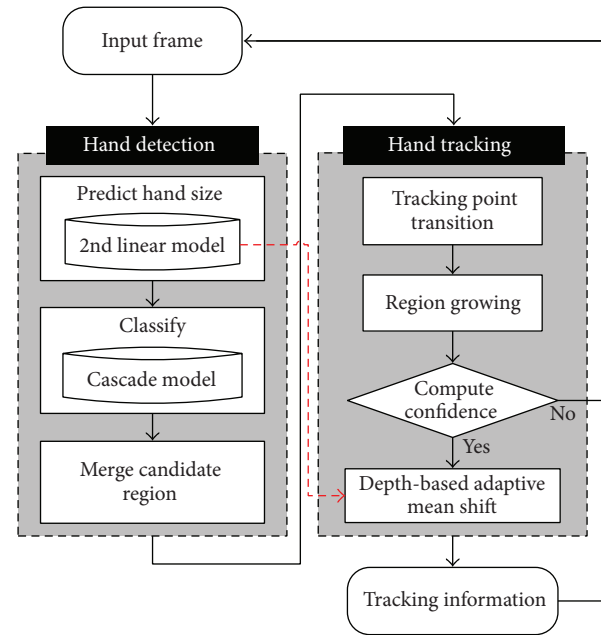 Input frame
Hand detection
Predict hand size
2nd linear model
Classify
Cascade model
Merge candidate
region
Hand tracking
Tracking point
transition
Region growing
Compute
confidence
No
Yes
Depth-based adaptive
mean shift
Tracking information